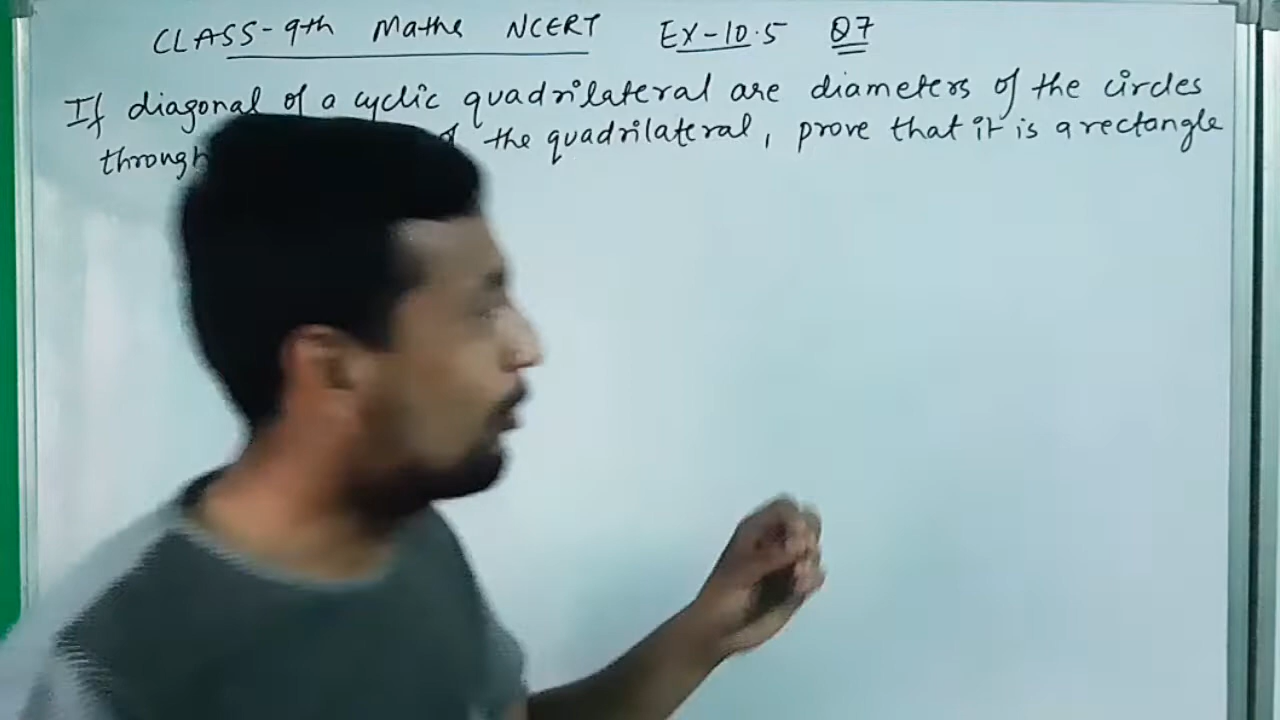 CLASS-9th Maths NCERT Ex-10.5 Q7
If diagonal of a cyclic quadrilateral are diameters of the circles
through the quadrilateral, prove that it is a rectangle